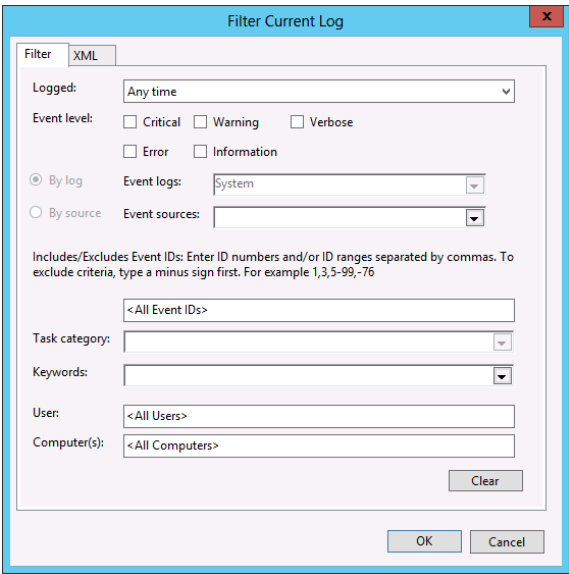 Filter Current Log
x
Filter XML
Logged: Any time
Event level: Critical Warning Verbose
Error Information
By log Event logs: System
By source Event sources:
Includes/Excludes Event IDs: Enter ID numbers and/or ID ranges separated by commas. To
exclude criteria, type a minus sign first. For example 1,3,5-99,-76
<All Event IDs>
Task category:
Keywords:
User: <All Users>
Computer(s): <All Computers>
Clear
OK Cancel